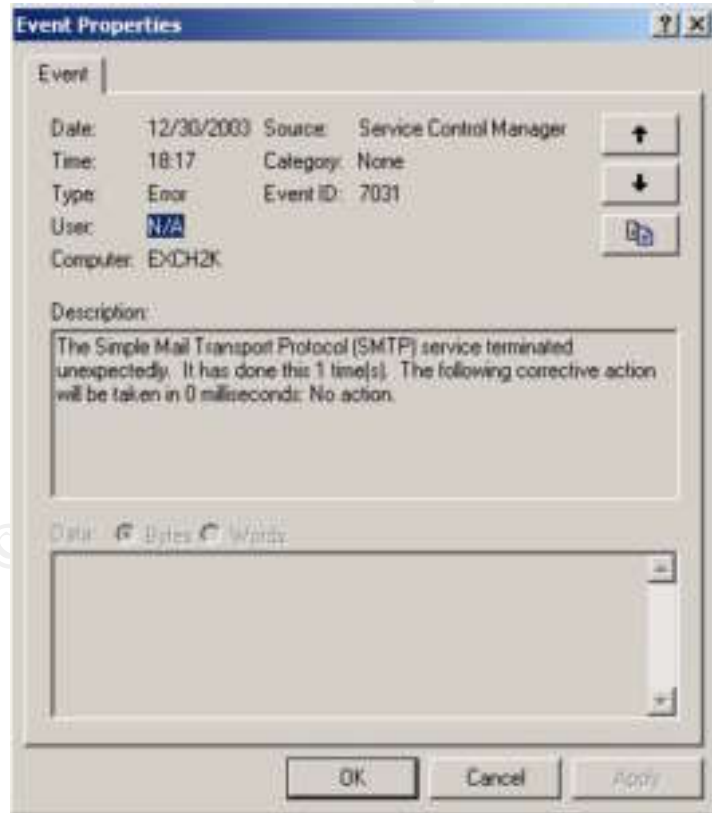 Event Properties
Event
Date: 12/30/2003 Source: Service Control Manager
Time: 18:17 Category: None
Type: Error Event ID: 7031
User: N/A
Computer: EXCH2K
Description:
The Simple Mail Transport Protocol (SMTP) service terminated
unexpectedly. It has done this 1 time(s). The following corrective action
will be taken in 0 milliseconds: No action.
Data: Bytes Words
OK Cancel Apply